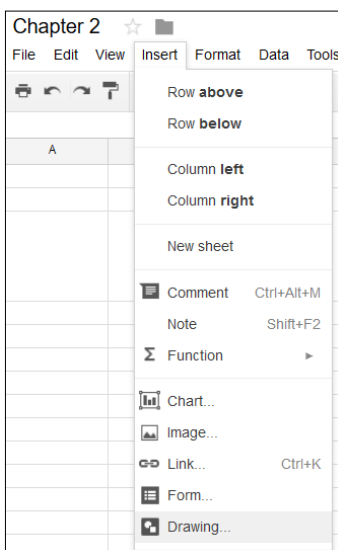 Chapter 2
File Edit View Insert Format Data Tools
A
Row above
Row below
Column left
Column right
New sheet
Comment Ctrl+Alt+M
Note Shift+F2
Σ Function ►
Chart...
Image...
Link... Ctrl+K
Form...
Drawing...